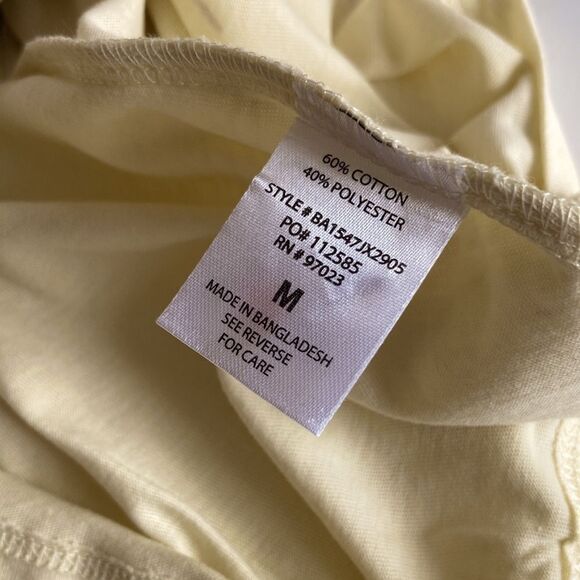 60% COTTON
40% POLYESTER
STYLE # BA1547JX2905
PO# 112585
RN # 97023
M
MADE IN BANGLADESH
SEE REVERSE
FOR CARE